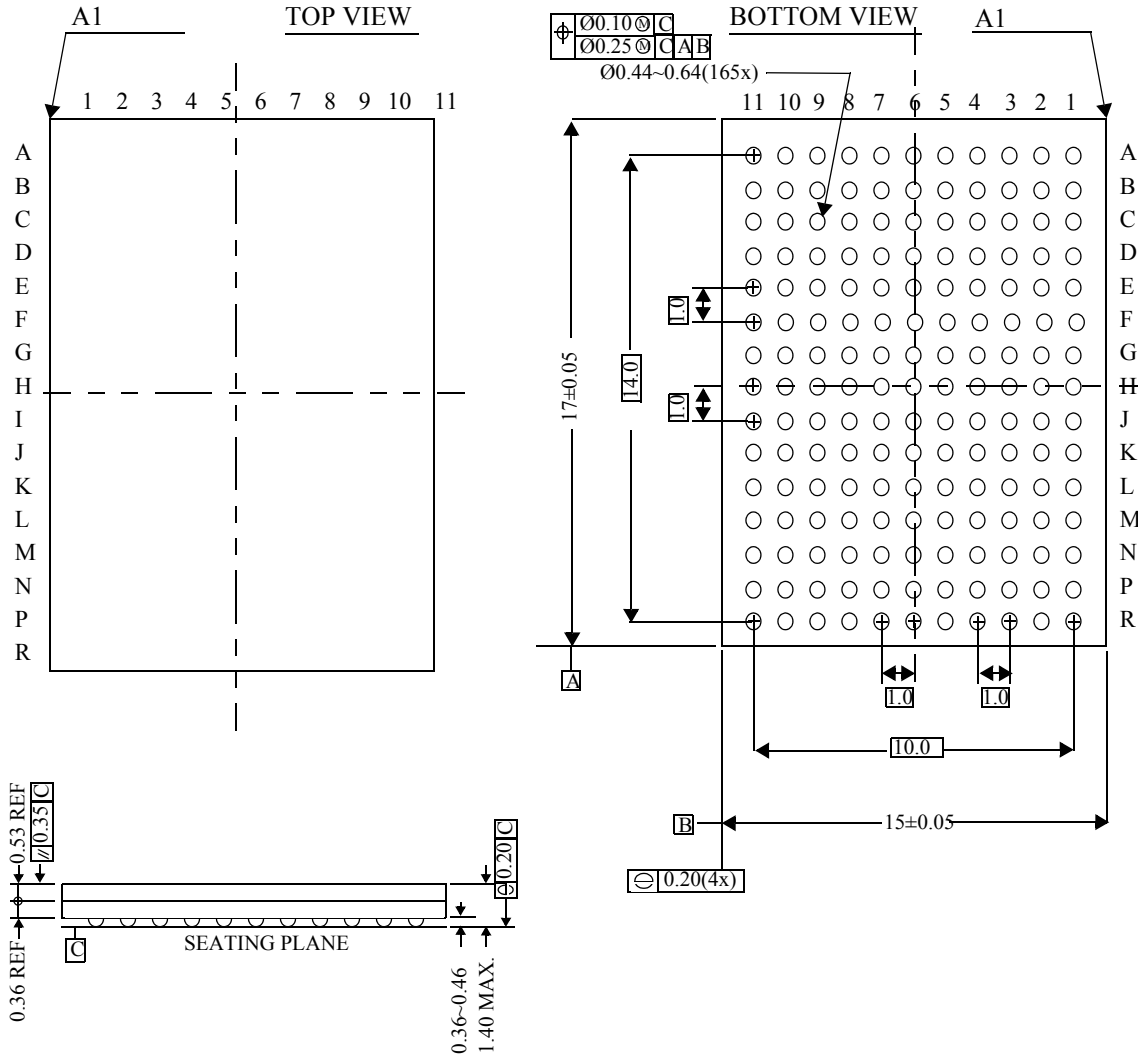 A1
TOP VIEW
1 2 3 4 5 6 7 8 9 10 11
A
B
C
D
E
F
G
H
I
J
K
L
M
N
P
R
Ø0.10 Ⓜ C
Ø0.25 Ⓜ C A B
BOTTOM VIEW
A1
Ø0.44~0.64(165x)
11 10 9 8 7 6 5 4 3 2 1
A
B
C
D
E
F
G
H
J
K
L
M
N
P
R
1.0
1.0
14.0
17±0.05
A
1.0
1.0
10.0
B
15±0.05
⌓ 0.20(4x)
0.53 REF
// 0.35 C
0.36 REF
C
SEATING PLANE
0.36~0.46
1.40 MAX.
⌓ 0.20 C